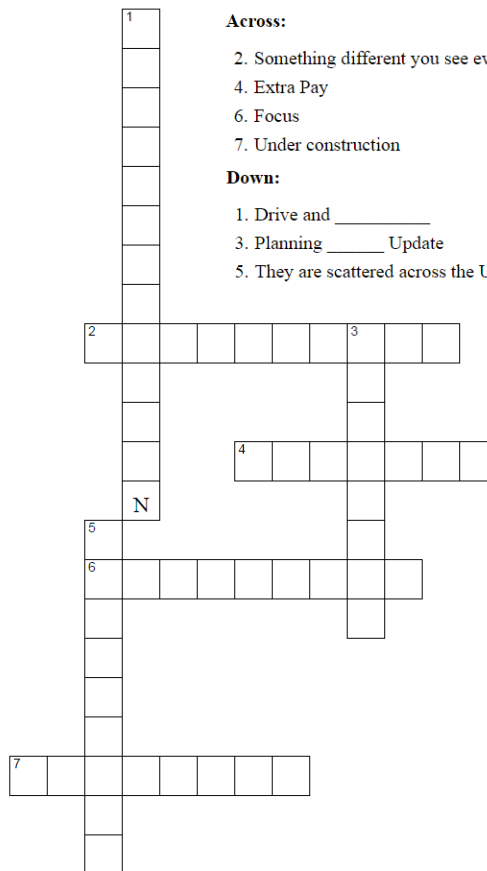 1
Across:
2. Something different you see ev
4. Extra Pay
6. Focus
7. Under construction
Down:
1. Drive and __________
3. Planning ______ Update
5. They are scattered across the U
2
3
4
N
5
6
7